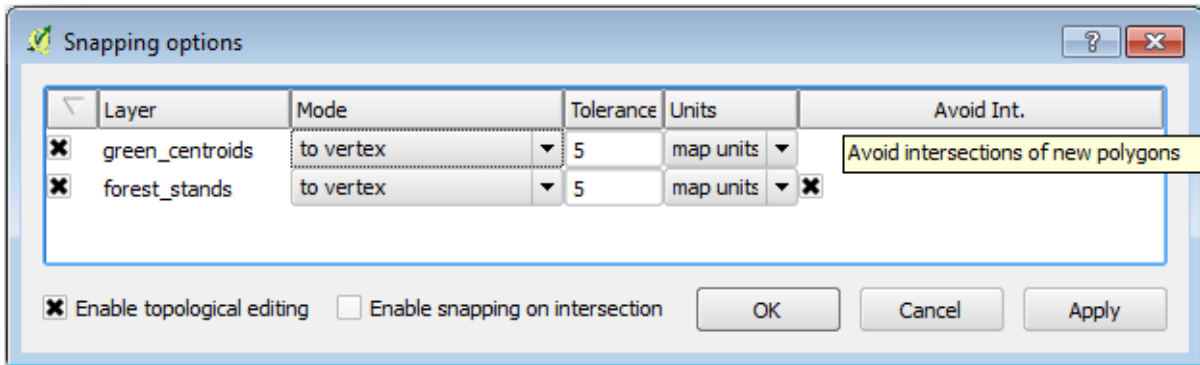 Snapping options
Layer Mode Tolerance Units Avoid Int.
green_centroids to vertex 5 map units Avoid intersections of new polygons
forest_stands to vertex 5 map units
Enable topological editing Enable snapping on intersection OK Cancel Apply